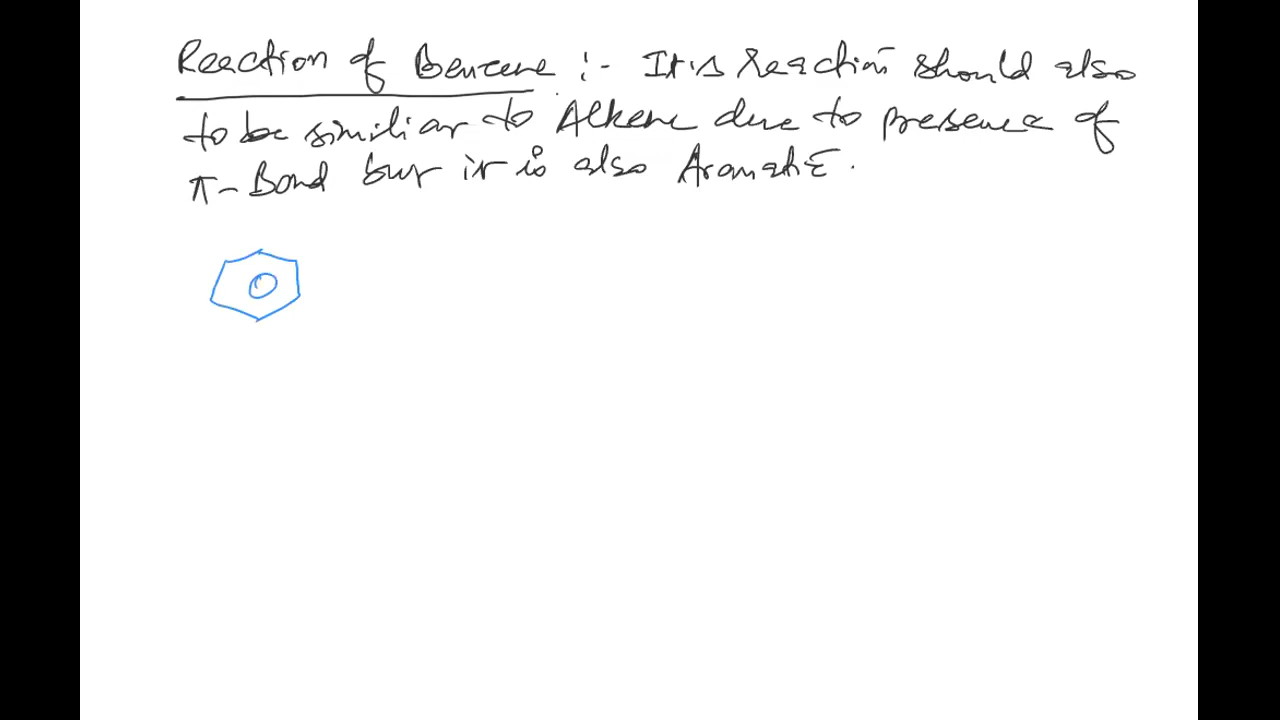 Reaction of Benzene :- It's Reaction should also
to be similiar to Alkene due to presence of
π-Bond but it is also Aromatic.